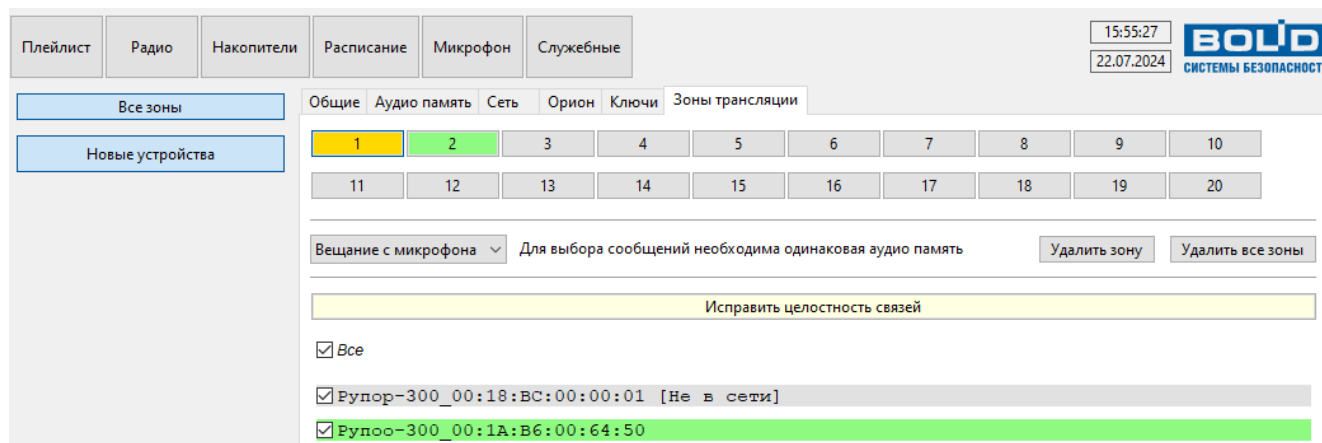 Плейлист Радио Накопители Расписание Микрофон Служебные
15:55:27
22.07.2024
BOLID
СИСТЕМЫ БЕЗОПАСНОСТ
Все зоны
Новые устройства
Общие Аудио память Сеть Орион Ключи Зоны трансляции
1 2 3 4 5 6 7 8 9 10
11 12 13 14 15 16 17 18 19 20
Вещание с микрофона Для выбора сообщений необходима одинаковая аудио память Удалить зону Удалить все зоны
Исправить целостность связей
Все
Рупор-300_00:18:BC:00:00:01 [Не в сети]
Рупоо-300_00:1A:B6:00:64:50